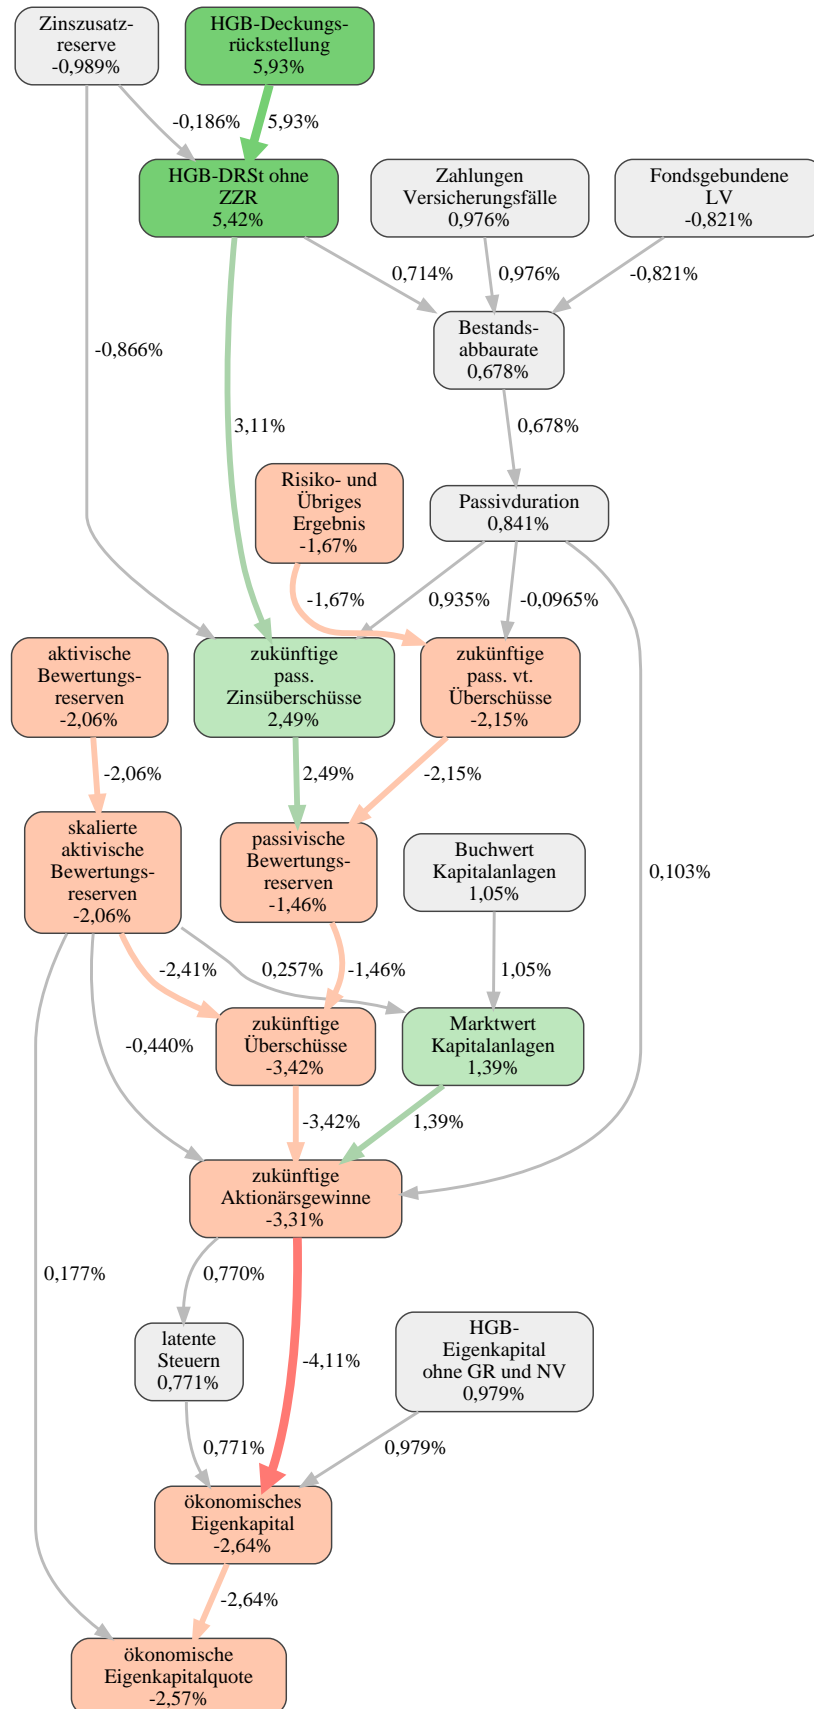 Zinszusatz-
reserve
-0,989%
HGB-Deckungs-
rückstellung
5,93%
-0,186%
5,93%
HGB-DRSt ohne
ZZR
5,42%
Zahlungen
Versicherungsfälle
0,976%
Fondsgebundene
LV
-0,821%
0,714%
0,976%
-0,821%
Bestands-
abbaurate
0,678%
-0,866%
3,11%
0,678%
Risiko- und
Übriges
Ergebnis
-1,67%
Passivduration
0,841%
-1,67%
0,935%
-0,0965%
aktivische
Bewertungs-
reserven
-2,06%
zukünftige
pass.
Zinsüberschüsse
2,49%
zukünftige
pass. vt.
Überschüsse
-2,15%
-2,06%
2,49%
-2,15%
skalierte
aktivische
Bewertungs-
reserven
-2,06%
passivische
Bewertungs-
reserven
-1,46%
Buchwert
Kapitalanlagen
1,05%
0,103%
-2,41%
0,257%
-1,46%
1,05%
-0,440%
zukünftige
Überschüsse
-3,42%
Marktwert
Kapitalanlagen
1,39%
-3,42%
1,39%
zukünftige
Aktionärsgewinne
-3,31%
0,177%
0,770%
-4,11%
latente
Steuern
0,771%
HGB-
Eigenkapital
ohne GR und NV
0,979%
0,771%
0,979%
ökonomisches
Eigenkapital
-2,64%
-2,64%
ökonomische
Eigenkapitalquote
-2,57%